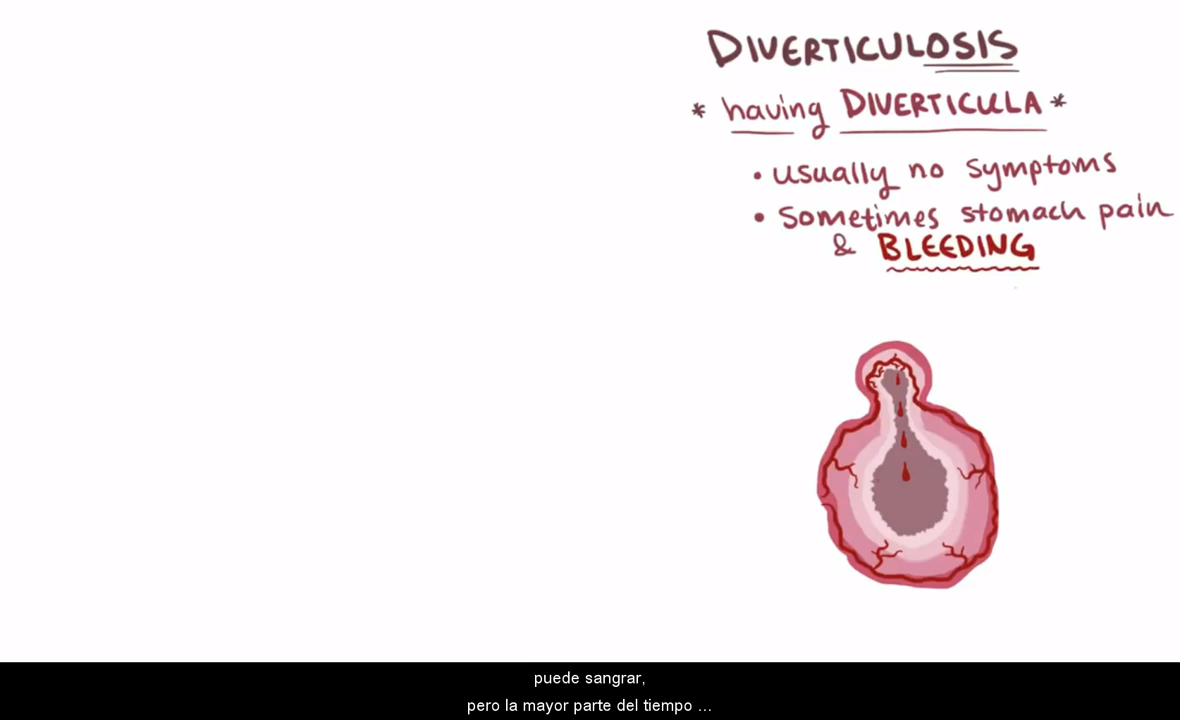 DIVERTICULOSIS
* having DIVERTICULA *
• usually no symptoms
• Sometimes stomach pain
& BLEEDING
puede sangrar,
pero la mayor parte del tiempo ...